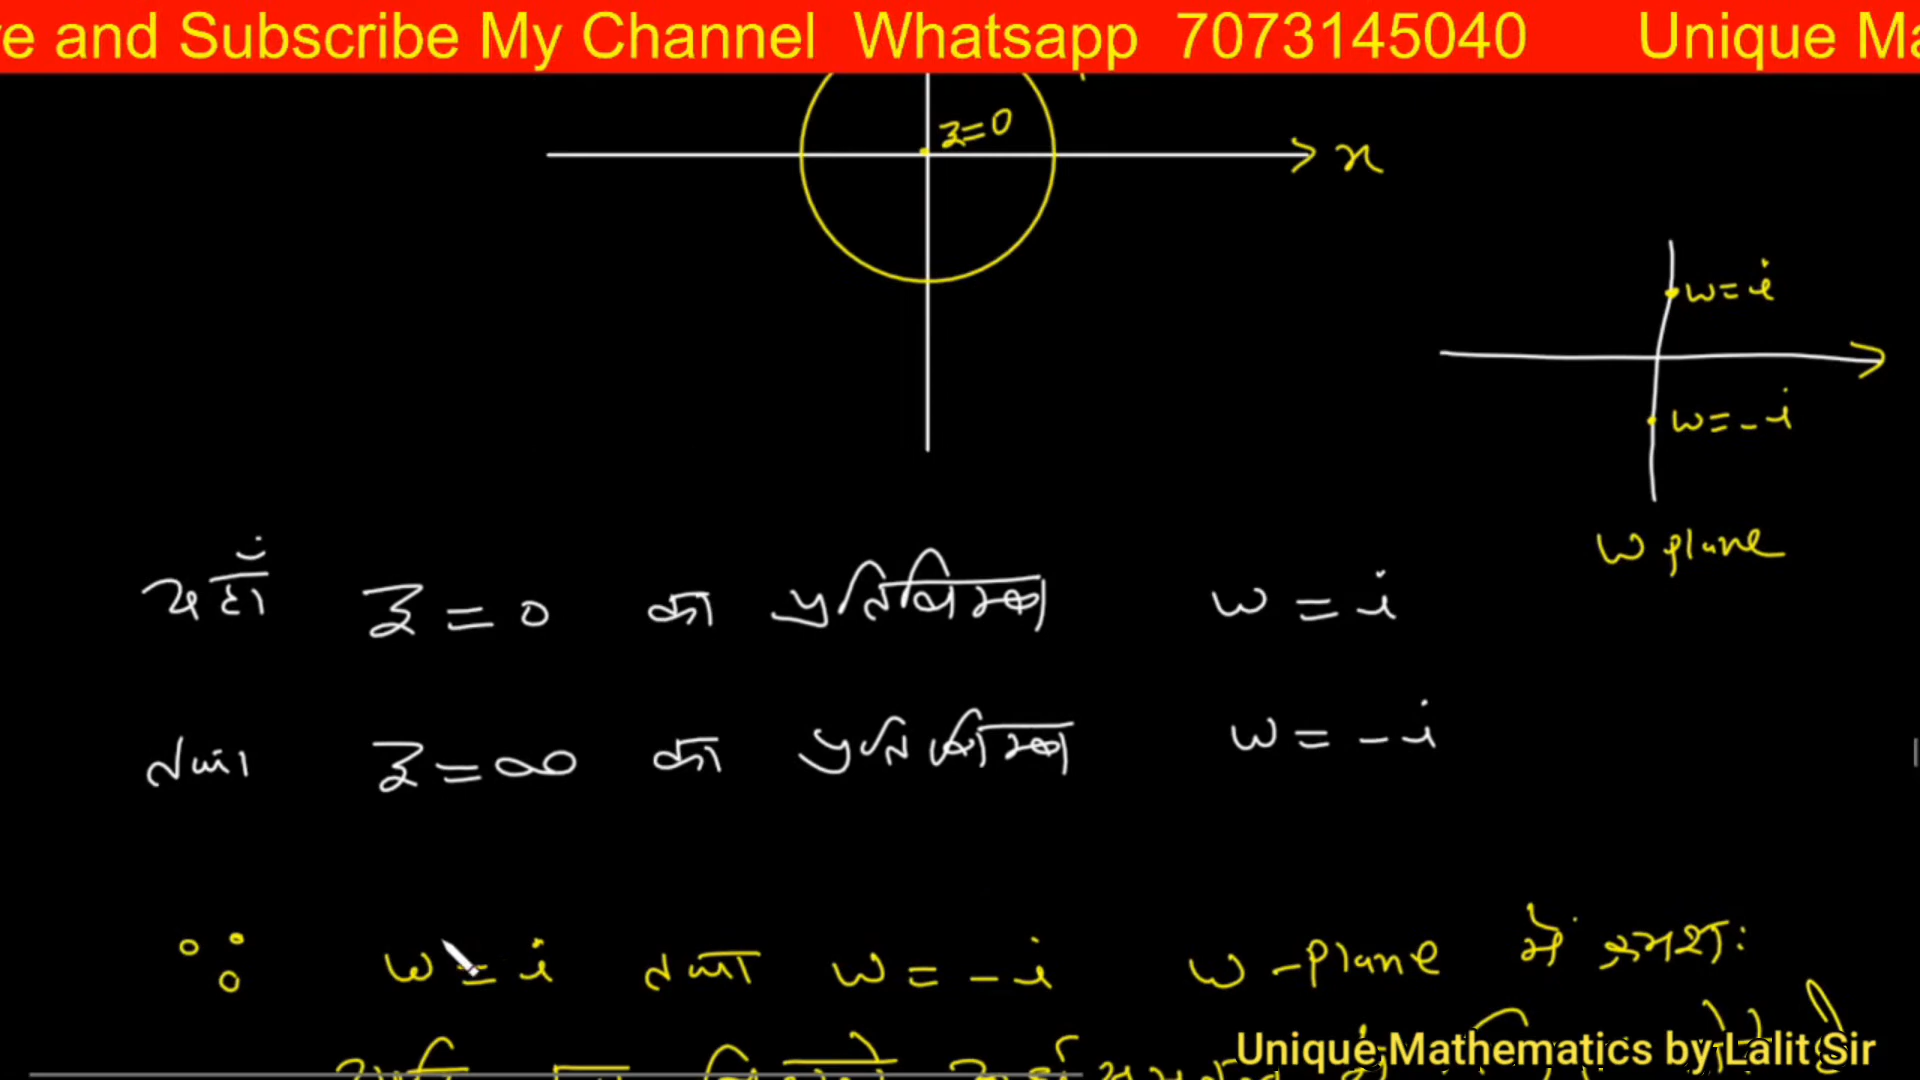 re and Subscribe My Channel Whatsapp 7073145040 Unique Ma
z=0
x
w=i
w=-i
w plane
यहाँ z=0 का प्रतिबिम्ब w=i
तथा z=∞ का प्रतिबिम्ब w=-i
∵ w=i तथा w=-i w-plane में क्रमशः
Unique Mathematics by Lalit Sir